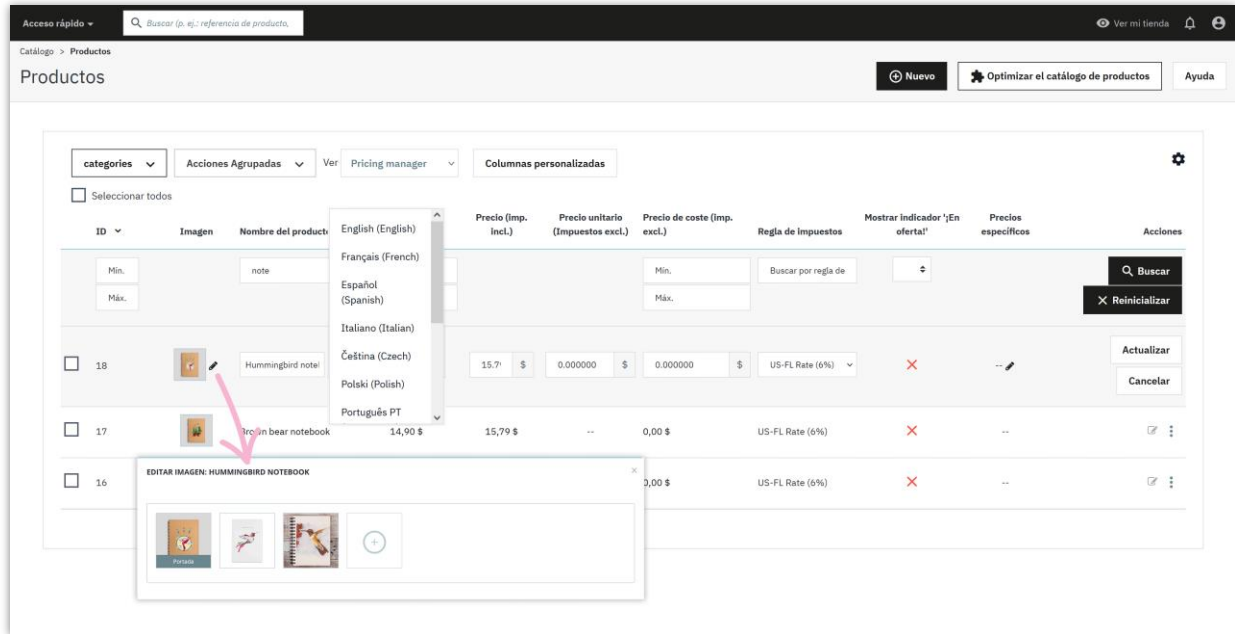 Acceso rápido
Buscar (p. ej.: referencia de producto,
Ver mi tienda
Catálogo > Productos
Productos
Nuevo
Optimizar el catálogo de productos
Ayuda
categories
Acciones Agrupadas
Ver
Pricing manager
Columnas personalizadas
Seleccionar todos
ID
Imagen
Nombre del product
Precio (imp. incl.)
Precio unitario (Impuestos excl.)
Precio de coste (imp. excl.)
Regla de impuestos
Mostrar indicador '¡En oferta!'
Precios específicos
Acciones
English (English)
Français (French)
Español
(Spanish)
Italiano (Italian)
Čeština (Czech)
Polski (Polish)
Português PT
Mín.
note
Mín.
Buscar por regla de
Buscar
Máx.
Máx.
Reinicializar
18
Hummingbird note
15.7
$
0.000000
$
0.000000
$
US-FL Rate (6%)
--
Actualizar
Cancelar
17
Brown bear notebook
14,90 $
15,79 $
--
0,00 $
US-FL Rate (6%)
--
16
0,00 $
US-FL Rate (6%)
--
EDITAR IMAGEN: HUMMINGBIRD NOTEBOOK
Portada